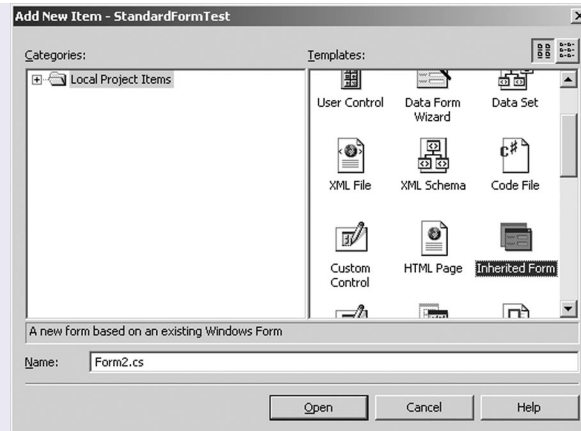 Add New Item - StandardFormTest
Categories:
Templates:
Local Project Items
User Control
Data Form Wizard
Data Set
XML File
XML Schema
C#
Code File
Custom Control
HTML Page
Inherited Form
A new form based on an existing Windows Form
Name:
Form2.cs
Open
Cancel
Help